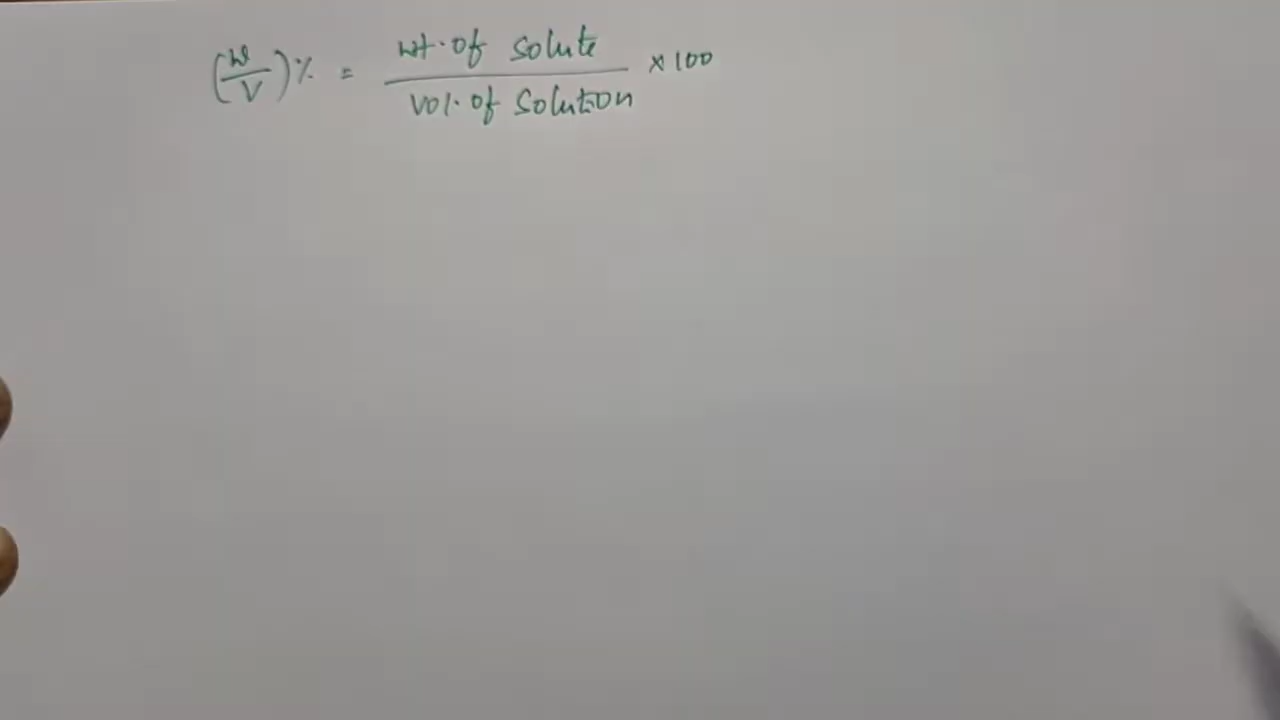 (W/V)% = wt. of solute / vol. of solution × 100